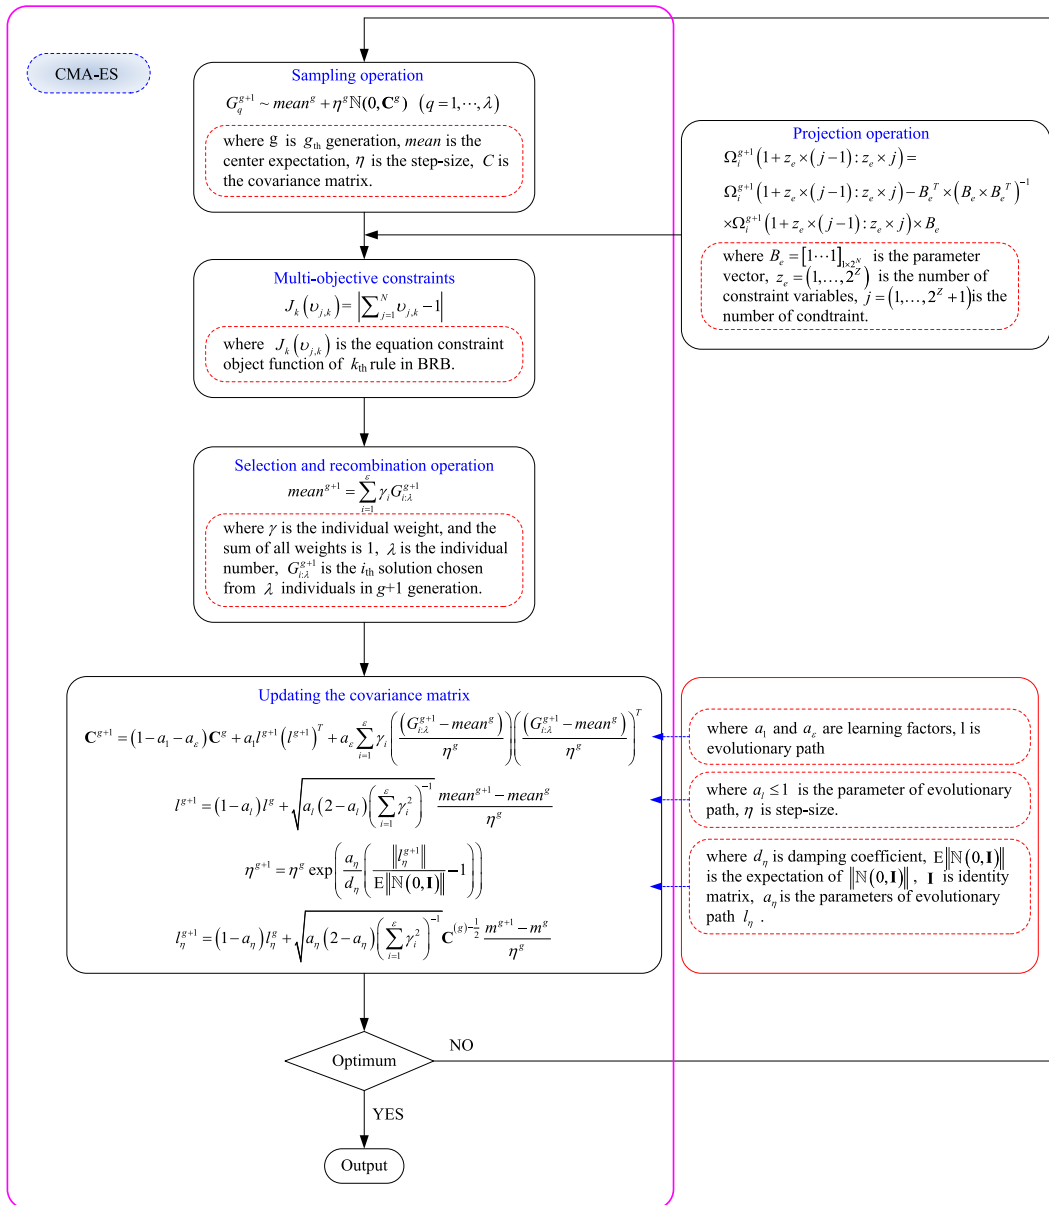 CMA-ES
Sampling operation
G_q^{g+1} ~ mean^g + η^g ℕ(0, C^g) (q = 1, ⋯, λ)
where g is g_th generation, mean is the
center expectation, η is the step-size, C is
the covariance matrix.
Projection operation
Ω_i^{g+1}(1 + z_e × (j−1) : z_e × j) =
Ω_i^{g+1}(1 + z_e × (j−1) : z_e × j) − B_e^T × (B_e × B_e^T)^{−1}
×Ω_i^{g+1}(1 + z_e × (j−1) : z_e × j) × B_e
where B_e = [1⋯1]_{1×2^N} is the parameter
vector, z_e = (1,…,2^Z) is the number of
constraint variables, j = (1,…,2^Z +1) is the
number of condtraint.
Multi-objective constraints
J_k(υ_{j,k}) = |∑_{j=1}^N υ_{j,k} −1|
where J_k(υ_{j,k}) is the equation constraint
object function of k_th rule in BRB.
Selection and recombination operation
mean^{g+1} = ∑_{i=1}^ε γ_i G_{i:λ}^{g+1}
where γ is the individual weight, and the
sum of all weights is 1, λ is the individual
number, G_{i:λ}^{g+1} is the i_th solution chosen
from λ individuals in g+1 generation.
Updating the covariance matrix
C^{g+1} = (1 − a_1 − a_ε) C^g + a_1 l^{g+1} (l^{g+1})^T + a_ε ∑_{i=1}^ε γ_i ((G_{i:λ}^{g+1} − mean^g) / η^g) ((G_{i:λ}^{g+1} − mean^g) / η^g)^T
l^{g+1} = (1 − a_l) l^g + √(a_l (2 − a_l) (∑_{i=1}^ε γ_i^2)^{−1}) (mean^{g+1} − mean^g) / η^g
η^{g+1} = η^g exp((a_η / d_η) (‖l_η^{g+1}‖ / E‖ℕ(0, I)‖ − 1))
l_η^{g+1} = (1 − a_η) l_η^g + √(a_η (2 − a_η) (∑_{i=1}^ε γ_i^2)^{−1}) C^{(g)−1/2} (m^{g+1} − m^g) / η^g
where a_1 and a_ε are learning factors, l is
evolutionary path
where a_l ≤ 1 is the parameter of evolutionary
path, η is step-size.
where d_η is damping coefficient, E‖ℕ(0, I)‖
is the expectation of ‖ℕ(0, I)‖, I is identity
matrix, a_η is the parameters of evolutionary
path l_η .
Optimum
NO
YES
Output